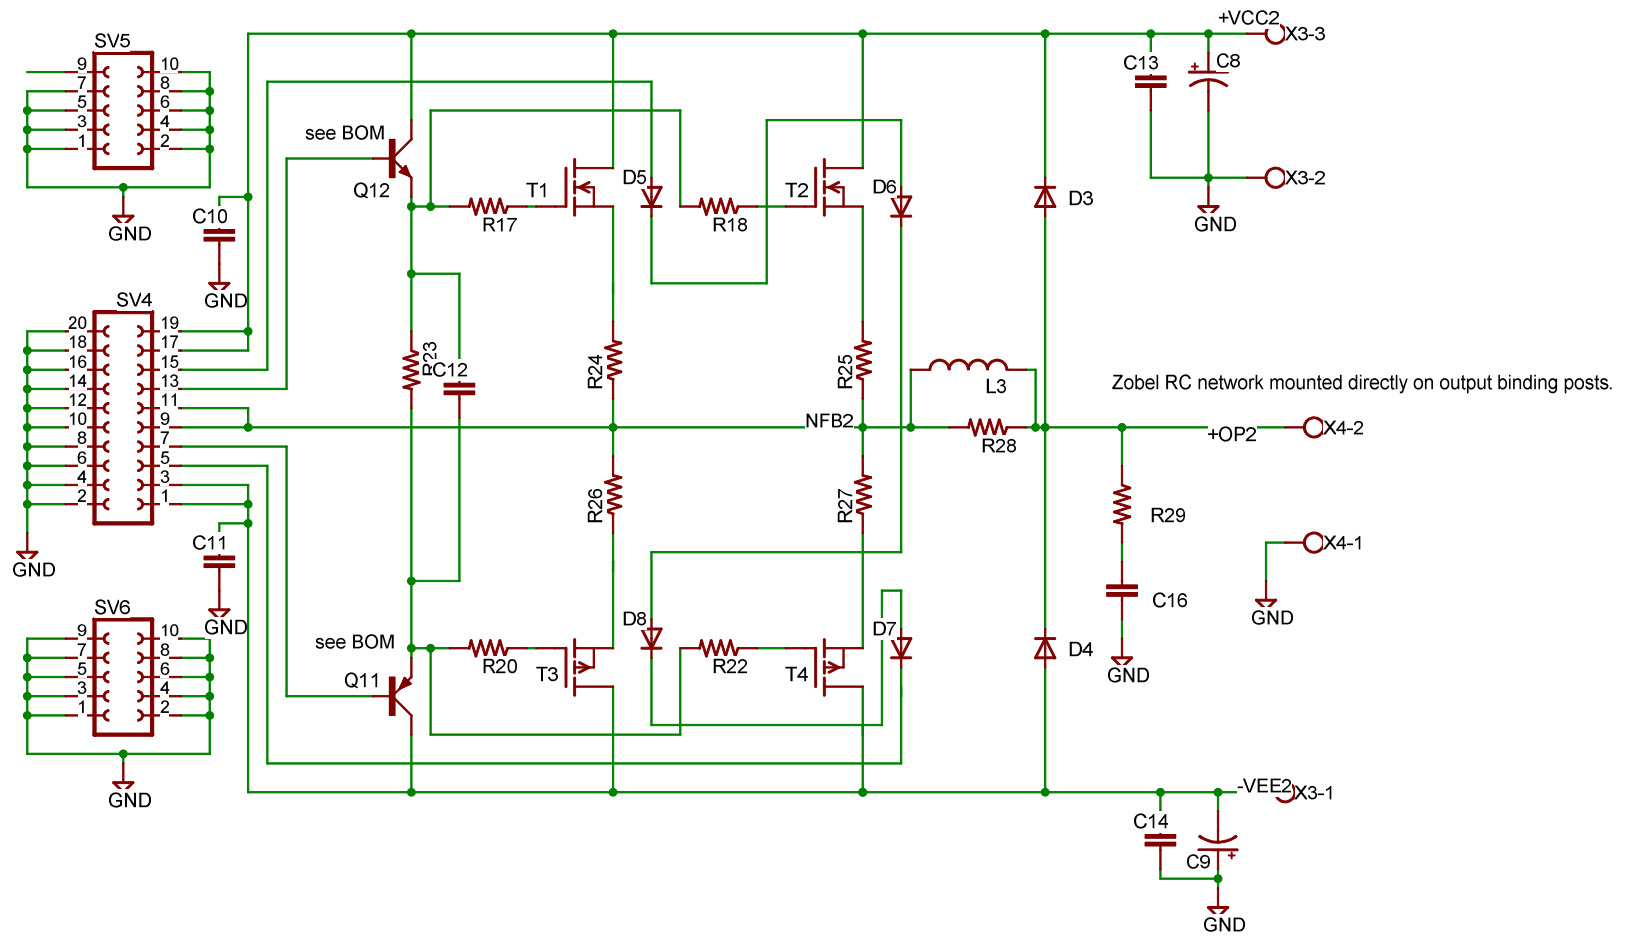 +VCC2
X3-3
SV5
9 10
7 8
5 6
3 4
1 2
GND
C13
C8
see BOM
Q12
T1
D5
T2
D6
D3
X3-2
GND
R17
R18
C10
GND
SV4
20 19
18 17
16 15
14 13
12 11
10 9
8 7
6 5
4 3
2 1
GND
R23
C12
R24
R25
L3
Zobel RC network mounted directly on output binding posts.
NFB2
R28
+OP2
X4-2
R26
R27
R29
X4-1
GND
C11
GND
C16
GND
SV6
9 10
7 8
5 6
3 4
1 2
GND
see BOM
Q11
R20
T3
D8
R22
T4
D7
D4
-VEE2
X3-1
C14
C9
GND